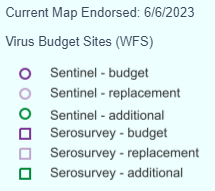 Current Map Endorsed: 6/6/2023
Virus Budget Sites (WFS)
Sentinel - budget
Sentinel - replacement
Sentinel - additional
Serosurvey - budget
Serosurvey - replacement
Serosurvey - additional